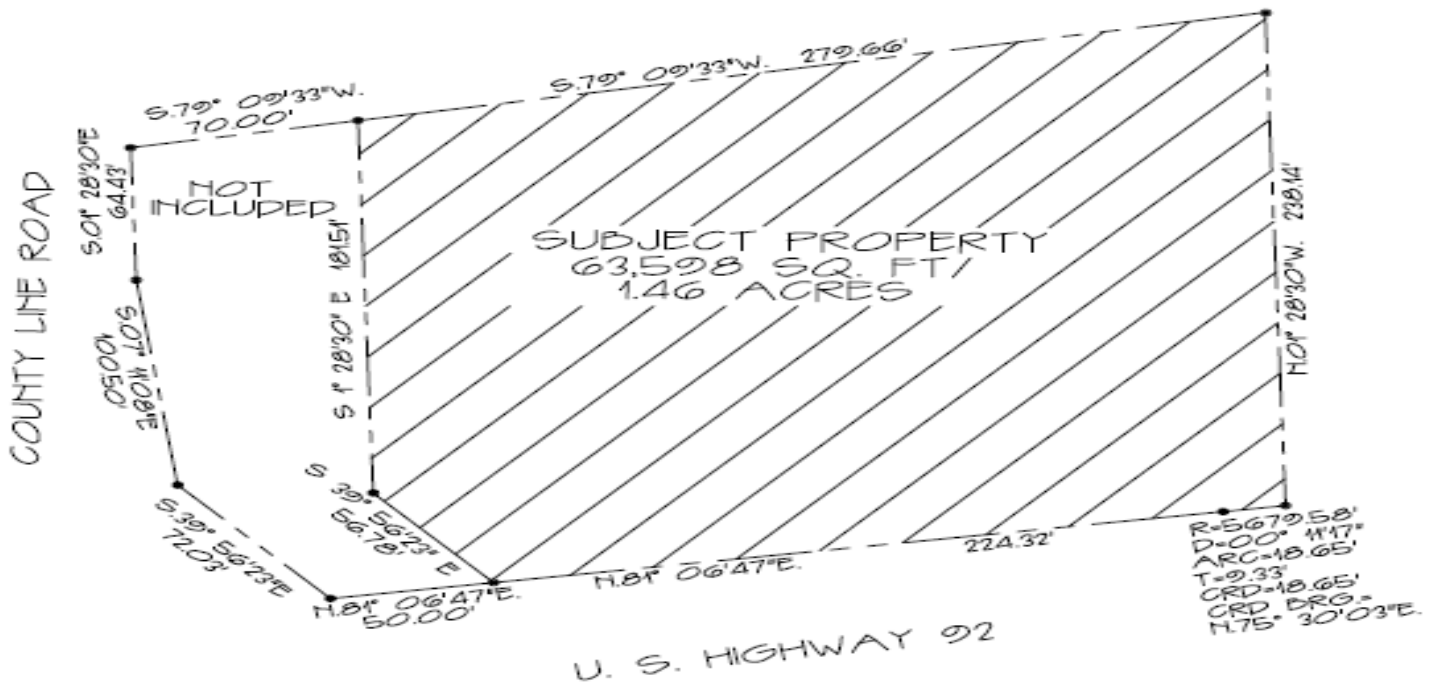 S.79° 09'33"W.
70.00'
S.79° 09'33"W. 279.66'
S.01° 28'30"E
64.43'
NOT
INCLUDED
COUNTY LINE ROAD
S 1° 28'30" E 181.51'
SUBJECT PROPERTY
63,598 SQ. FT/
1.46 ACRES
N.01° 28'30"W. 238.14'
S 39° 56'23" E
56.78'
S.39° 56'23"E
72.03'
N.81° 06'47"E.
50.00'
N.81° 06'47"E. 224.32'
R=5679.58'
D=00° 11'17"
ARC=18.65'
T=9.33'
CRD=18.65'
CRD BRG.=
N.75° 30'03"E.
U. S. HIGHWAY 92